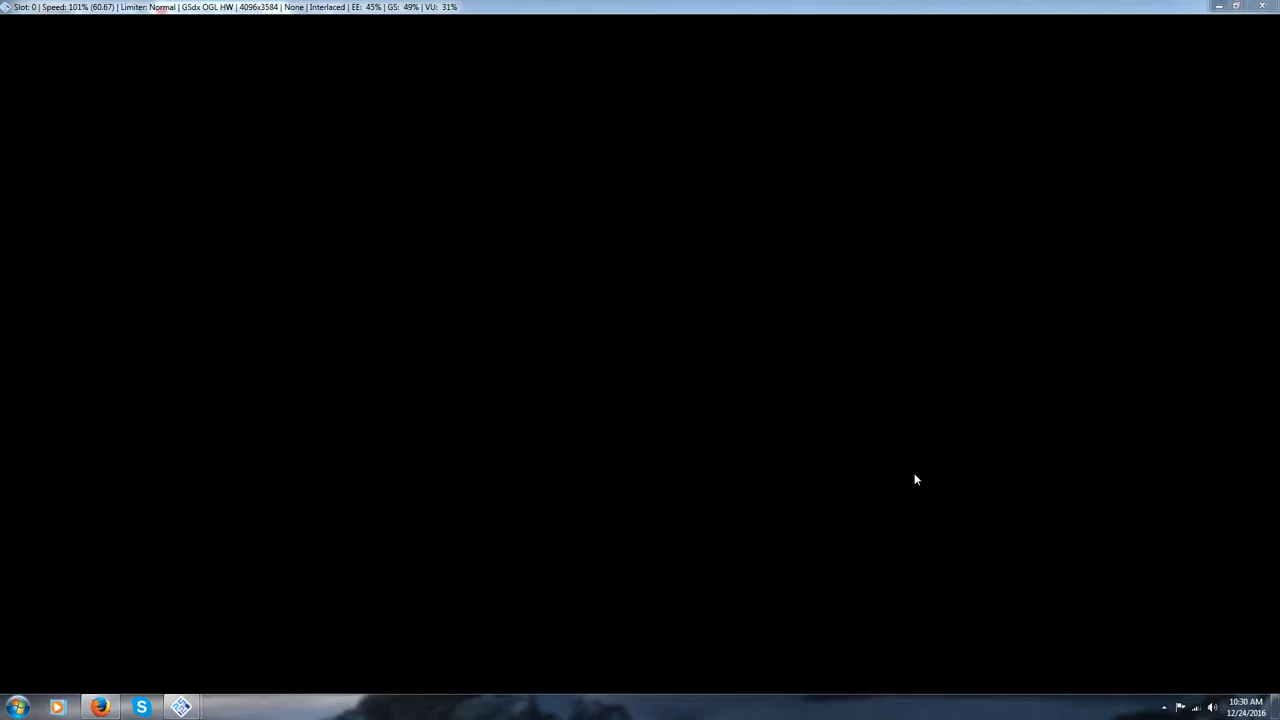 Slot: 0 | Speed: 101% (60.67) | Limiter: Normal | GSdx OGL HW | 4096x3584 | None | Interlaced | EE: 45% | GS: 49% | VU: 31%
10:30 AM
12/24/2016